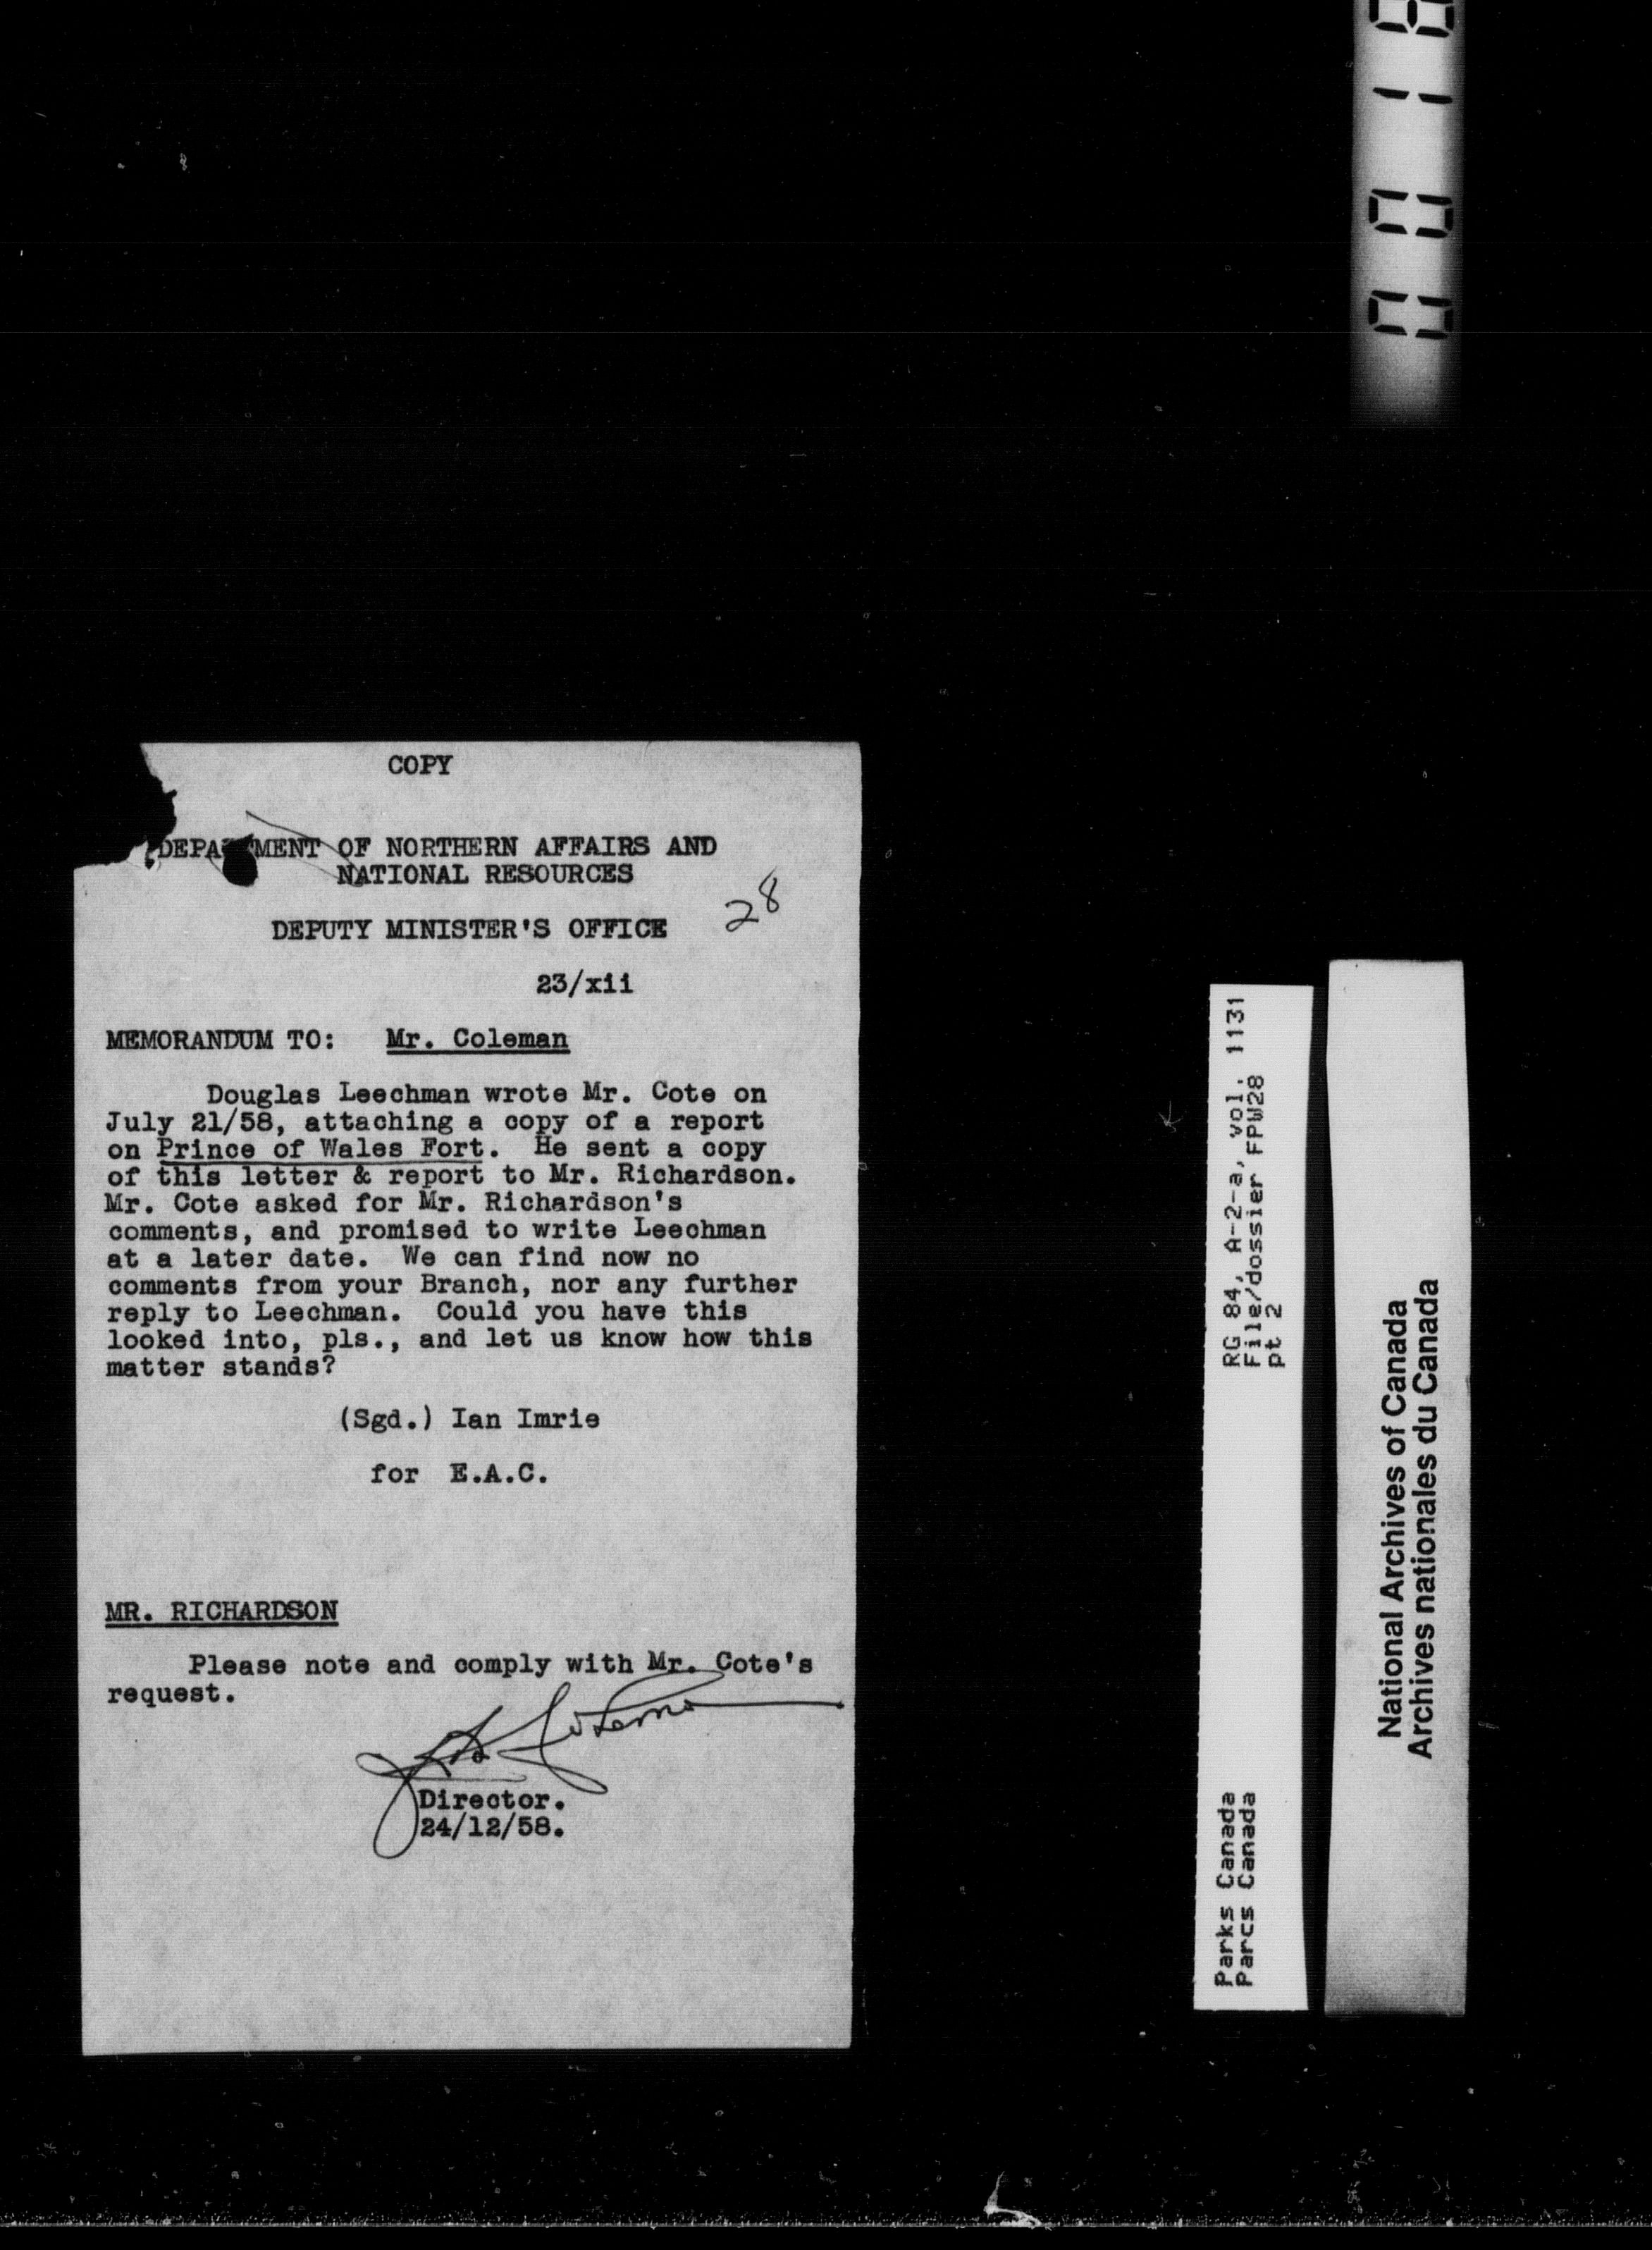 COPY
DEPARTMENT OF NORTHERN AFFAIRS AND
NATIONAL RESOURCES
28
DEPUTY MINISTER'S OFFICE
23/xii
MEMORANDUM TO: Mr. Coleman
Douglas Leechman wrote Mr. Cote on
July 21/58, attaching a copy of a report
on Prince of Wales Fort. He sent a copy
of this letter & report to Mr. Richardson.
Mr. Cote asked for Mr. Richardson's
comments, and promised to write Leechman
at a later date. We can find now no
comments from your Branch, nor any further
reply to Leechman. Could you have this
looked into, pls., and let us know how this
matter stands?
(Sgd.) Ian Imrie
for E.A.C.
MR. RICHARDSON
Please note and comply with Mr. Cote's
request.
Director.
24/12/58.
RG 84, A-2-a, vol. 1131
File/dossier FPW28
pt 2
Parks Canada
Parcs Canada
National Archives of Canada
Archives nationales du Canada